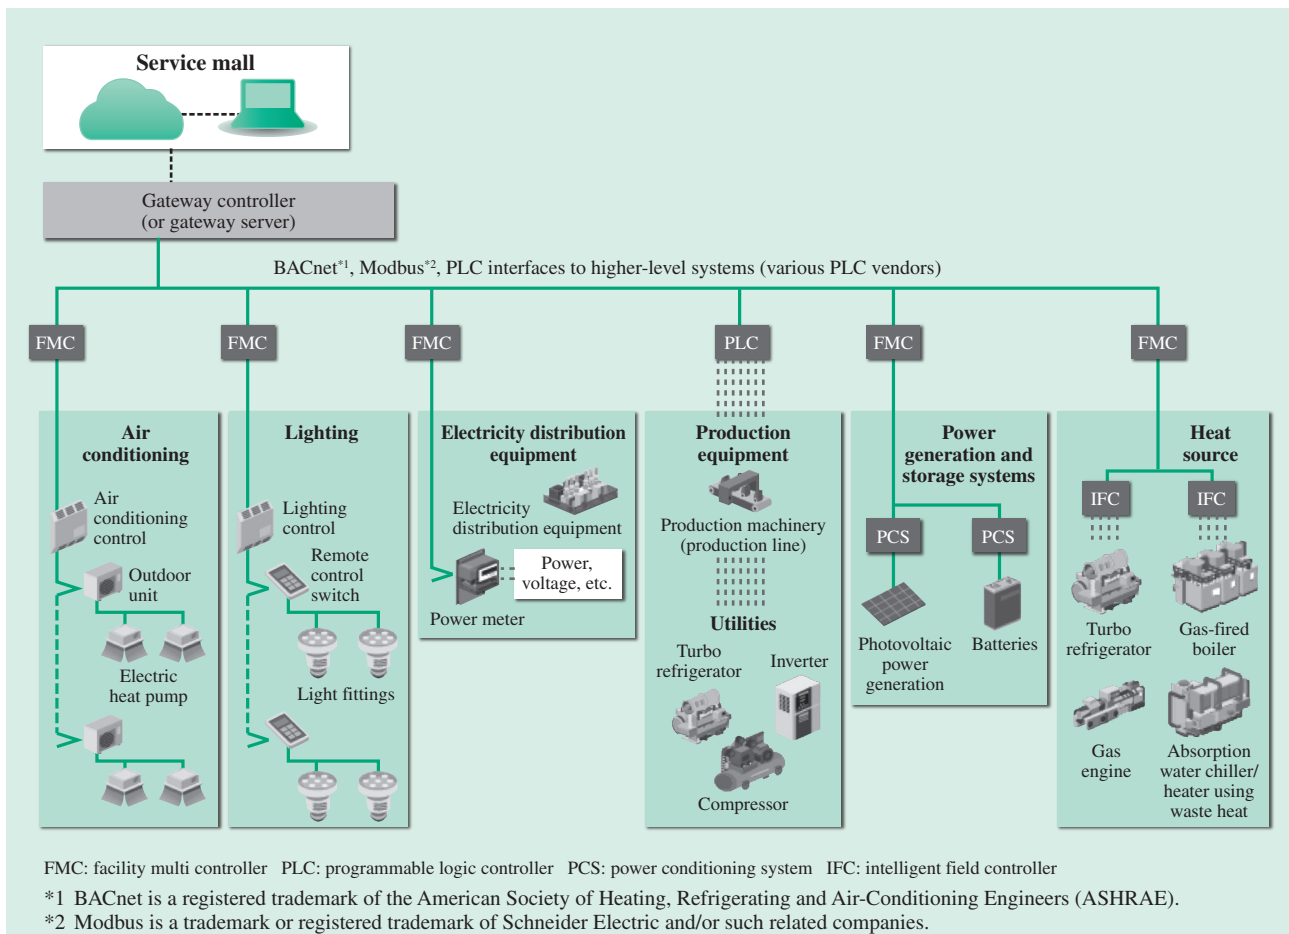 Service mall
Gateway controller
(or gateway server)
BACnet*1, Modbus*2, PLC interfaces to higher-level systems (various PLC vendors)
FMC
FMC
FMC
PLC
FMC
FMC
Air
conditioning
Air
conditioning
control
Outdoor
unit
Electric
heat pump
Lighting
Lighting
control
Remote
control
switch
Light fittings
Electricity distribution
equipment
Electricity
distribution equipment
Power,
voltage, etc.
Power meter
Production
equipment
Production machinery
(production line)
Utilities
Turbo
refrigerator
Inverter
Compressor
Power
generation and
storage systems
PCS
PCS
Photovoltaic
power
generation
Batteries
Heat
source
IFC
IFC
Turbo
refrigerator
Gas-fired
boiler
Gas
engine
Absorption
water chiller/
heater using
waste heat
FMC: facility multi controller PLC: programmable logic controller PCS: power conditioning system IFC: intelligent field controller
*1 BACnet is a registered trademark of the American Society of Heating, Refrigerating and Air-Conditioning Engineers (ASHRAE).
*2 Modbus is a trademark or registered trademark of Schneider Electric and/or such related companies.